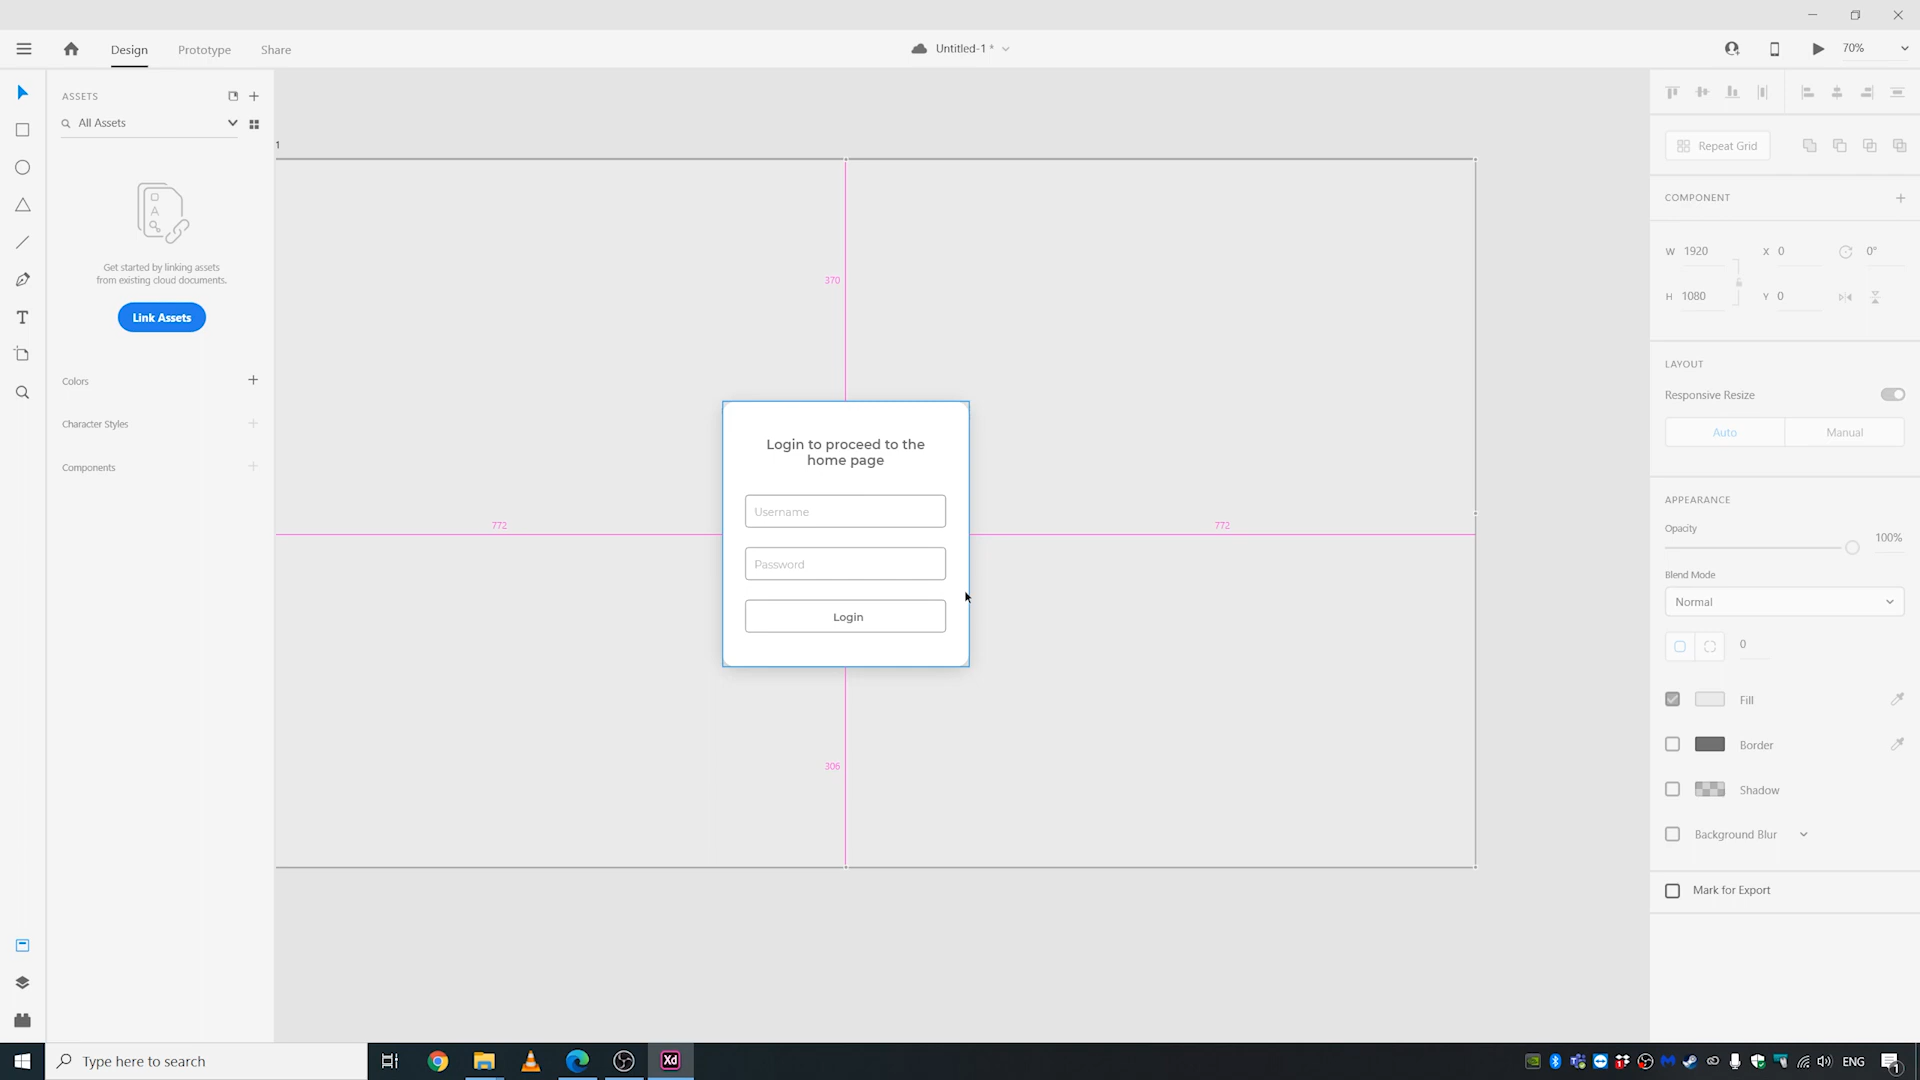 Design
Prototype
Share
Untitled-1 *
70%
ASSETS
All Assets
A
Get started by linking assets
from existing cloud documents.
Link Assets
Colors
Character Styles
Components
1
370
772
772
306
Login to proceed to the
home page
Username
Password
Login
Repeat Grid
COMPONENT
W 1920
X 0
0°
H 1080
Y 0
LAYOUT
Responsive Resize
Auto
Manual
APPEARANCE
Opacity
100%
Blend Mode
Normal
0
Fill
Border
Shadow
Background Blur
Mark for Export
T
Type here to search
Xd
ENG
1